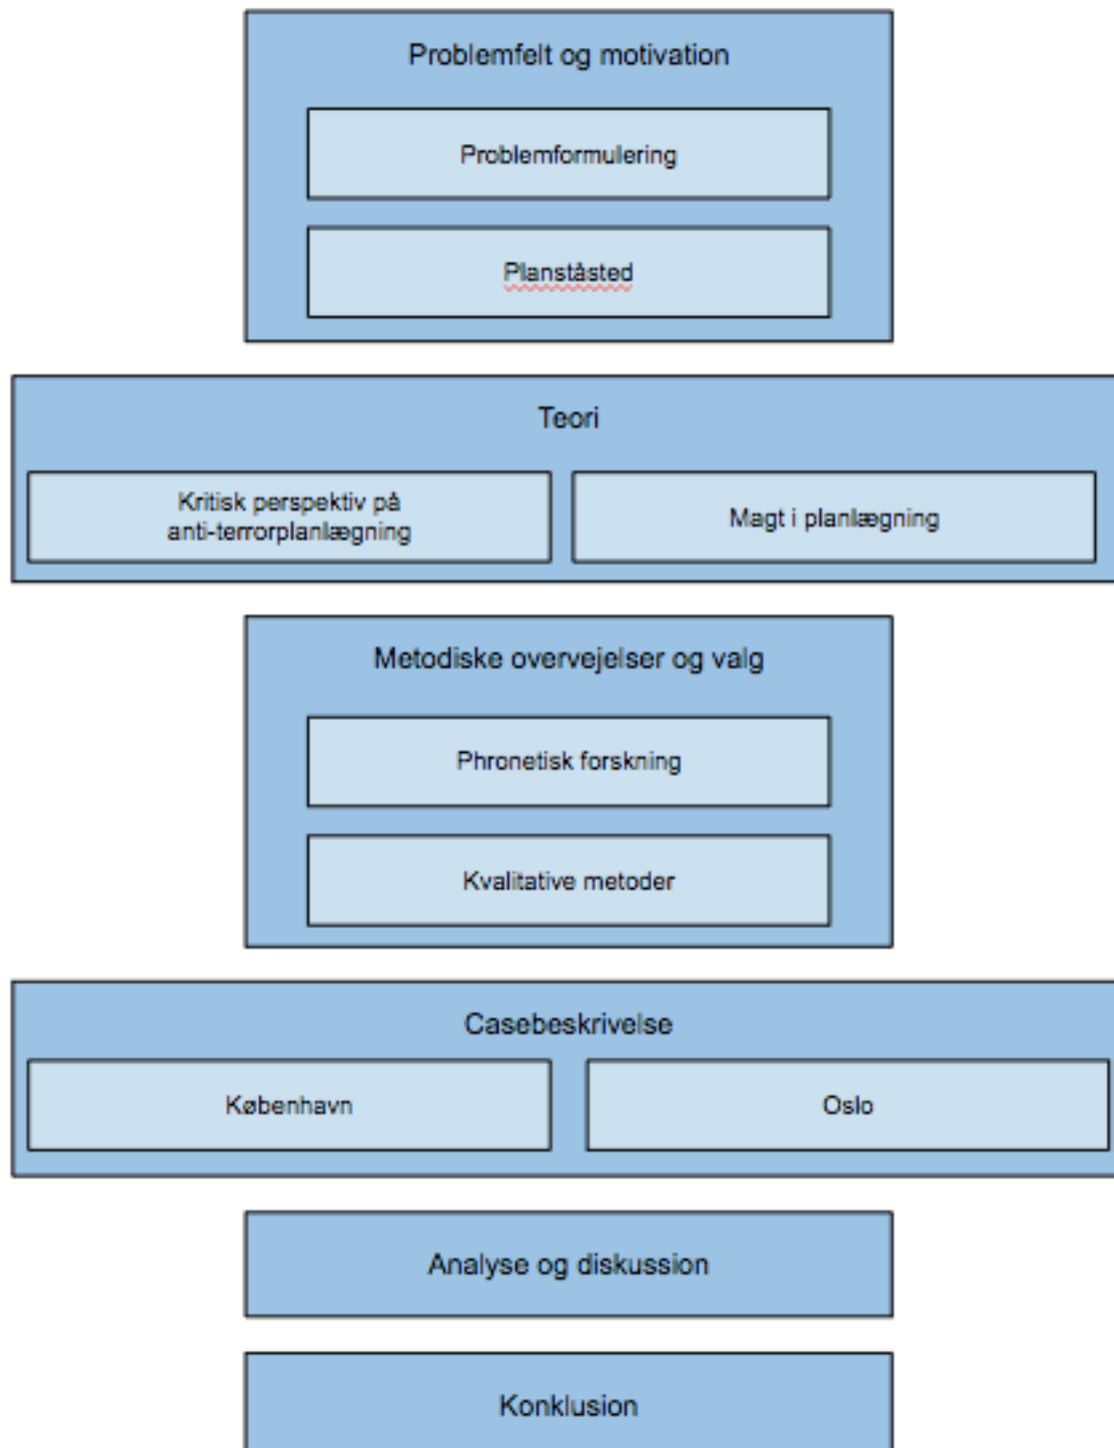 Problemfelt og motivation
Problemformulering
Planståsted
Teori
Kritisk perspektiv på
anti-terrorplanlægning
Magt i planlægning
Metodiske overvejelser og valg
Phronetisk forskning
Kvalitative metoder
Casebeskrivelse
København
Oslo
Analyse og diskussion
Konklusion